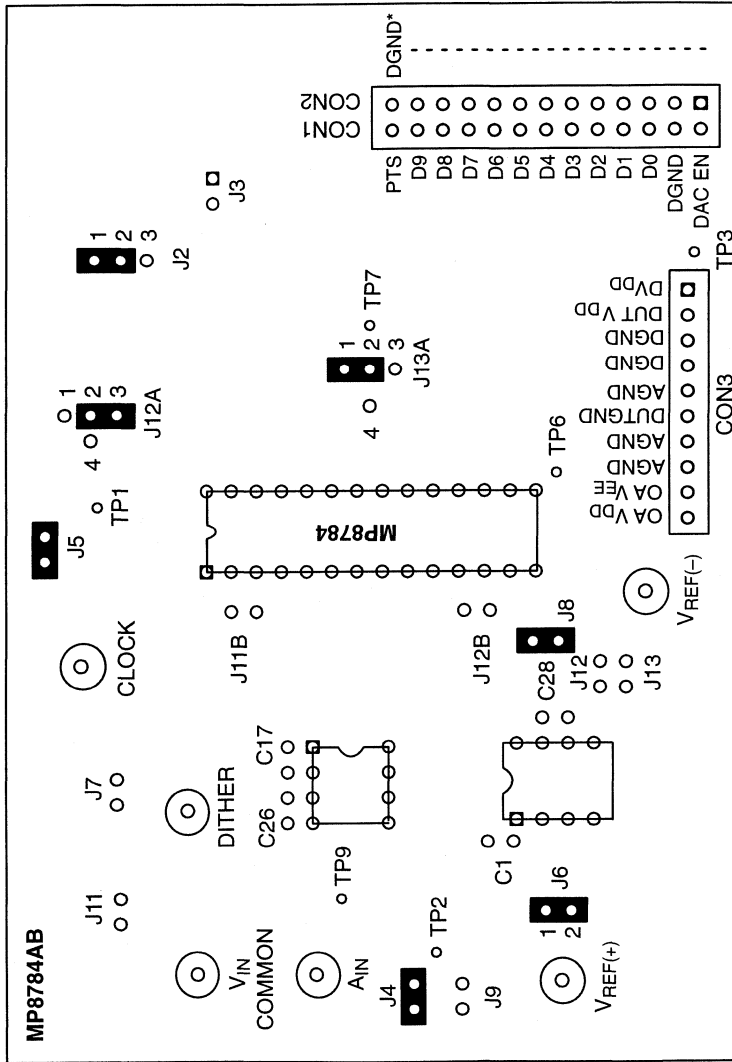 MP8784AB
J11
J7
CLOCK
J5
TP1
4
1
2
3
J12A
1
2
3
J2
J3
VIN
COMMON
DITHER
AIN
TP9
C26
C17
J11B
MP8784
J12B
4
1
2
3
J13A
TP7
TP6
J4
TP2
J9
1
2
J6
VREF(+)
C1
C28
J8
J12
J13
VREF(–)
CON1
CON2
PTS
D9
D8
D7
D6
D5
D4
D3
D2
D1
D0
DGND
DAC EN
DGND*
TP3
OA VDD
OA VEE
AGND
AGND
DUTGND
AGND
DGND
DGND
DUT VDD
DVDD
CON3